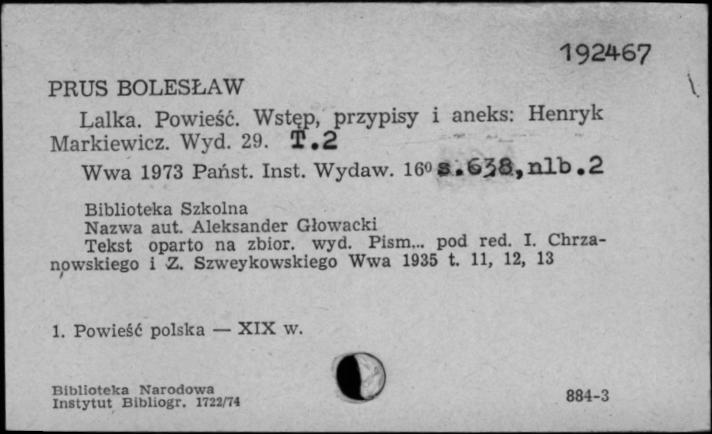 192467
PRUS BOLESŁAW
Lalka. Powieść. Wstęp, przypisy i aneks: Henryk
Markiewicz. Wyd. 29. T.2
Wwa 1973 Państ. Inst. Wydaw. 16⁰ s.638, nlb.2
Biblioteka Szkolna
Nazwa aut. Aleksander Głowacki
Tekst oparto na zbior. wyd. Pism... pod red. I. Chrza-
nowskiego i Z. Szweykowskiego Wwa 1935 t. 11, 12, 13
1. Powieść polska — XIX w.
Biblioteka Narodowa
Instytut Bibliogr. 1722/74
884-3